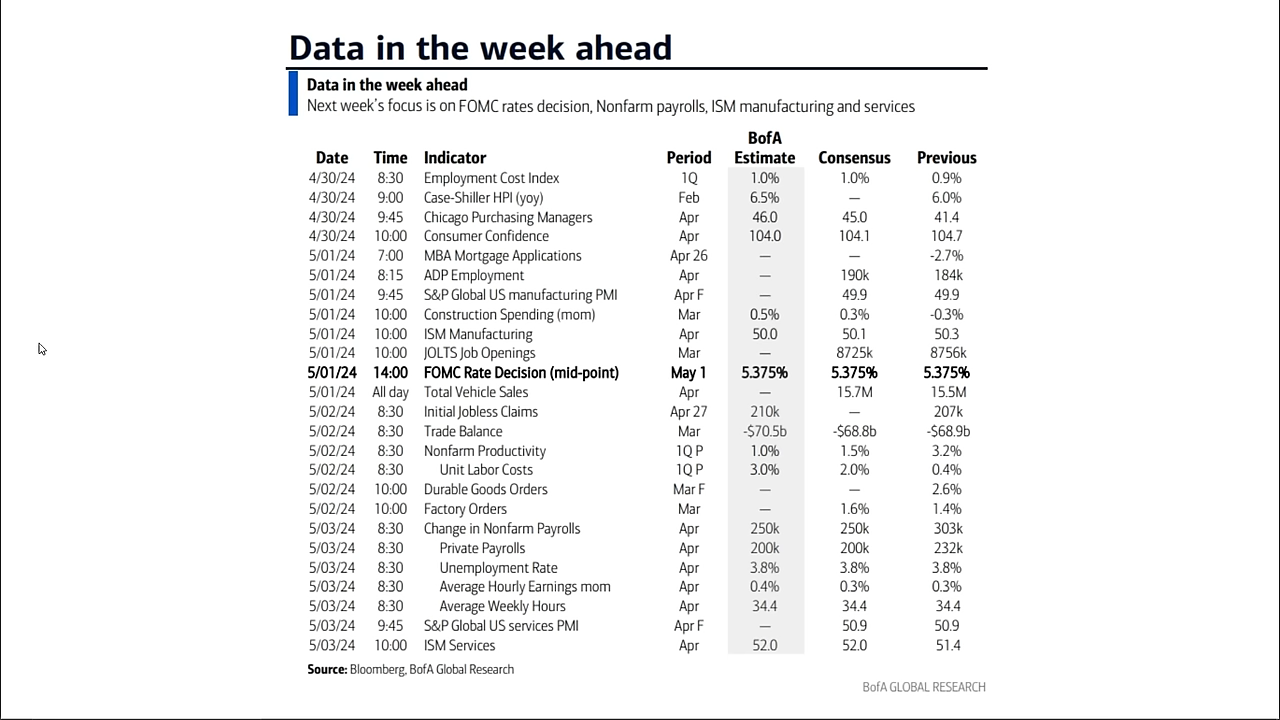 Data in the week ahead
Data in the week ahead
Next week's focus is on FOMC rates decision, Nonfarm payrolls, ISM manufacturing and services
BofA
Date Time Indicator Period Estimate Consensus Previous
4/30/24 8:30 Employment Cost Index 1Q 1.0% 1.0% 0.9%
4/30/24 9:00 Case-Shiller HPI (yoy) Feb 6.5% — 6.0%
4/30/24 9:45 Chicago Purchasing Managers Apr 46.0 45.0 41.4
4/30/24 10:00 Consumer Confidence Apr 104.0 104.1 104.7
5/01/24 7:00 MBA Mortgage Applications Apr 26 — — -2.7%
5/01/24 8:15 ADP Employment Apr — 190k 184k
5/01/24 9:45 S&P Global US manufacturing PMI Apr F — 49.9 49.9
5/01/24 10:00 Construction Spending (mom) Mar 0.5% 0.3% -0.3%
5/01/24 10:00 ISM Manufacturing Apr 50.0 50.1 50.3
5/01/24 10:00 JOLTS Job Openings Mar — 8725k 8756k
5/01/24 14:00 FOMC Rate Decision (mid-point) May 1 5.375% 5.375% 5.375%
5/01/24 All day Total Vehicle Sales Apr — 15.7M 15.5M
5/02/24 8:30 Initial Jobless Claims Apr 27 210k — 207k
5/02/24 8:30 Trade Balance Mar -$70.5b -$68.8b -$68.9b
5/02/24 8:30 Nonfarm Productivity 1Q P 1.0% 1.5% 3.2%
5/02/24 8:30 Unit Labor Costs 1Q P 3.0% 2.0% 0.4%
5/02/24 10:00 Durable Goods Orders Mar F — — 2.6%
5/02/24 10:00 Factory Orders Mar — 1.6% 1.4%
5/03/24 8:30 Change in Nonfarm Payrolls Apr 250k 250k 303k
5/03/24 8:30 Private Payrolls Apr 200k 200k 232k
5/03/24 8:30 Unemployment Rate Apr 3.8% 3.8% 3.8%
5/03/24 8:30 Average Hourly Earnings mom Apr 0.4% 0.3% 0.3%
5/03/24 8:30 Average Weekly Hours Apr 34.4 34.4 34.4
5/03/24 9:45 S&P Global US services PMI Apr F — 50.9 50.9
5/03/24 10:00 ISM Services Apr 52.0 52.0 51.4
Source: Bloomberg, BofA Global Research
BofA GLOBAL RESEARCH